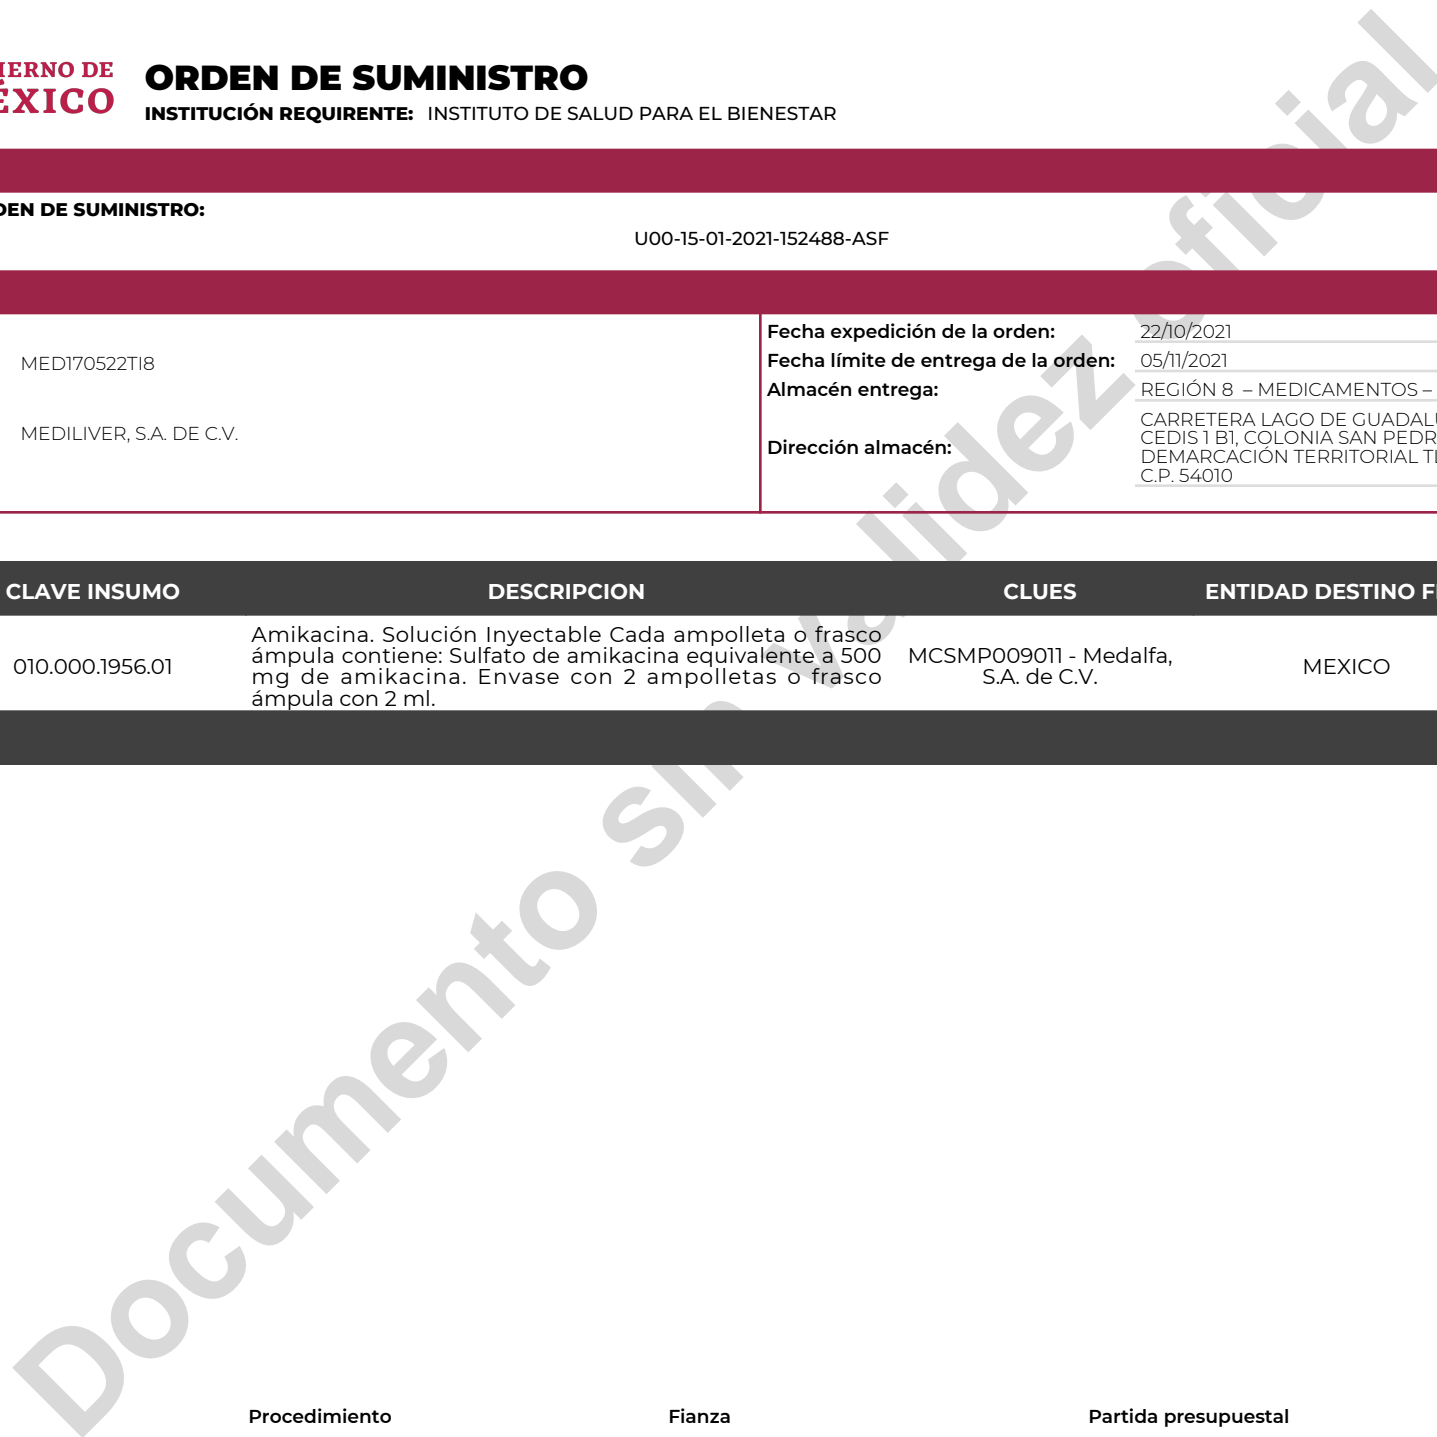 IERNO DE
ÉXICO
ORDEN DE SUMINISTRO
INSTITUCIÓN REQUIRENTE: INSTITUTO DE SALUD PARA EL BIENESTAR
DEN DE SUMINISTRO:
U00-15-01-2021-152488-ASF
MED170522TI8
MEDILIVER, S.A. DE C.V.
Fecha expedición de la orden: 22/10/2021
Fecha límite de entrega de la orden: 05/11/2021
Almacén entrega: REGIÓN 8 – MEDICAMENTOS –
Dirección almacén:
CARRETERA LAGO DE GUADALU
CEDIS 1 B1, COLONIA SAN PEDR
DEMARCACIÓN TERRITORIAL TL
C.P. 54010
CLAVE INSUMO DESCRIPCION CLUES ENTIDAD DESTINO FI
010.000.1956.01
Amikacina. Solución Inyectable Cada ampolleta o frasco
ámpula contiene: Sulfato de amikacina equivalente a 500
mg de amikacina. Envase con 2 ampolletas o frasco
ámpula con 2 ml.
MCSMP009011 - Medalfa,
S.A. de C.V.
MEXICO
Documento sin validez oficial
Procedimiento Fianza Partida presupuestal